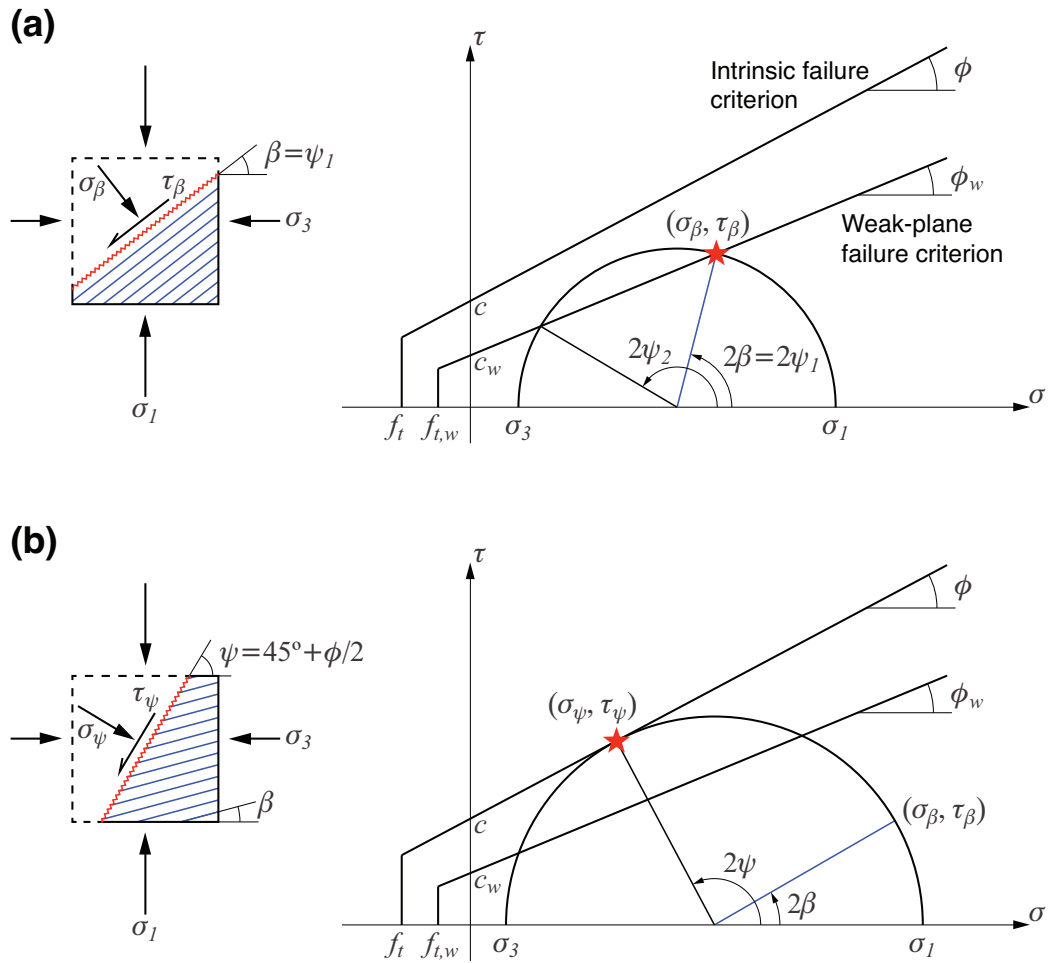 (a)
τ
Intrinsic failure
criterion
ϕ
β=ψ₁
σβ
τβ
ϕw
(σβ, τβ)
Weak-plane
failure criterion
σ₃
c
cw
2ψ₂
2β=2ψ₁
σ
σ₁
ft
ft,w
σ₃
σ₁
(b)
τ
ϕ
ψ=45º+ϕ/2
τψ
(σψ, τψ)
ϕw
σψ
σ₃
β
c
(σβ, τβ)
cw
2ψ
2β
σ
σ₁
ft
ft,w
σ₃
σ₁